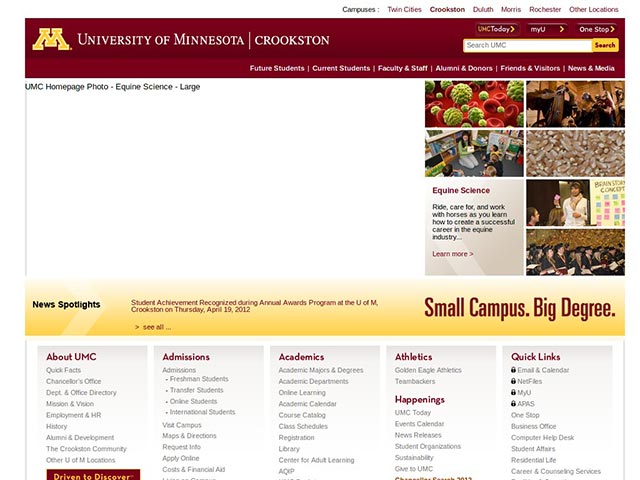 Campuses : Twin Cities Crookston Duluth Morris Rochester Other Locations
M University of Minnesota | CROOKSTON
UMCToday > myU > One Stop >
Search UMC Search
Future Students | Current Students | Faculty & Staff | Alumni & Donors | Friends & Visitors | News & Media
UMC Homepage Photo - Equine Science - Large
Equine Science
Ride, care for, and work
with horses as you learn
how to create a successful
career in the equine
industry...
Learn more >
BRAINSTORM
CONCEPT
News Spotlights
Student Achievement Recognized during Annual Awards Program at the U of M,
Crookston on Thursday, April 19, 2012
> see all ...
Small Campus. Big Degree.
About UMC
Quick Facts
Chancellor's Office
Dept. & Office Directory
Mission & Vision
Employment & HR
History
Alumni & Development
The Crookston Community
Other U of M Locations
Driven to Discover
Admissions
Admissions
Freshman Students
Transfer Students
Online Students
International Students
Visit Campus
Maps & Directions
Request Info
Apply Online
Costs & Financial Aid
Living on Campus
Academics
Academic Majors & Degrees
Academic Departments
Online Learning
Academic Calendar
Course Catalog
Class Schedules
Registration
Library
Center for Adult Learning
AQIP
Athletics
Golden Eagle Athletics
Teambackers
Happenings
UMC Today
Events Calendar
News Releases
Student Organizations
Sustainability
Give to UMC
Chancellor Search 2012
Quick Links
Email & Calendar
NetFiles
MyU
APAS
One Stop
Business Office
Computer Help Desk
Student Affairs
Residential Life
Career & Counseling Services